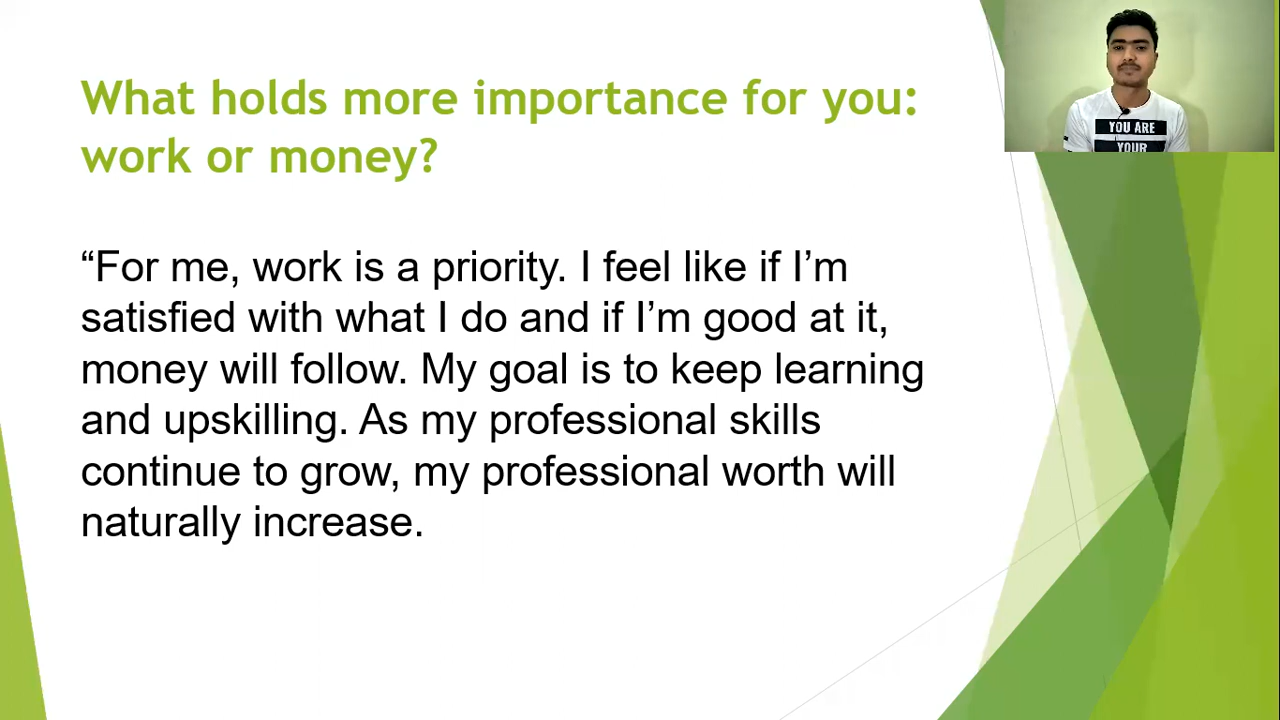 What holds more importance for you:
work or money?
“For me, work is a priority. I feel like if I’m
satisfied with what I do and if I’m good at it,
money will follow. My goal is to keep learning
and upskilling. As my professional skills
continue to grow, my professional worth will
naturally increase.
YOU ARE
YOUR